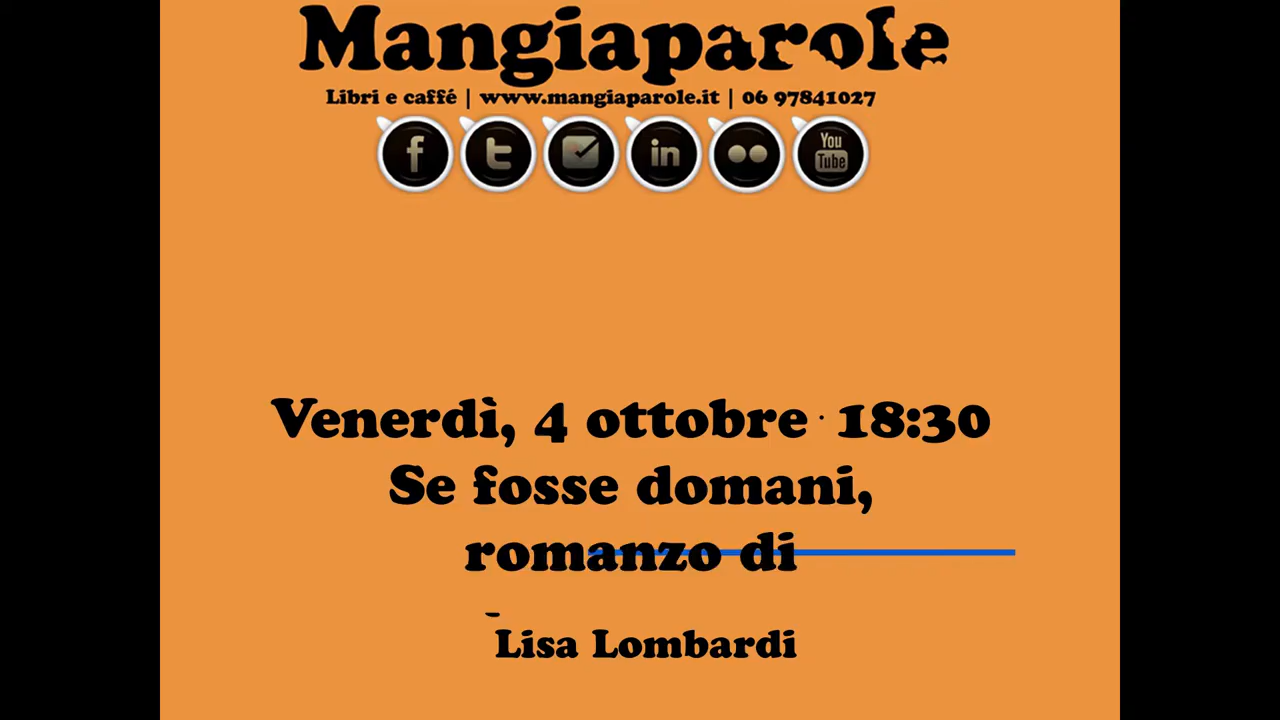 Mangiaparole
Libri e caffé | www.mangiaparole.it | 06 97841027
f t in You
Tube
Venerdì, 4 ottobre · 18:30
Se fosse domani,
romanzo di
Lisa Lombardi